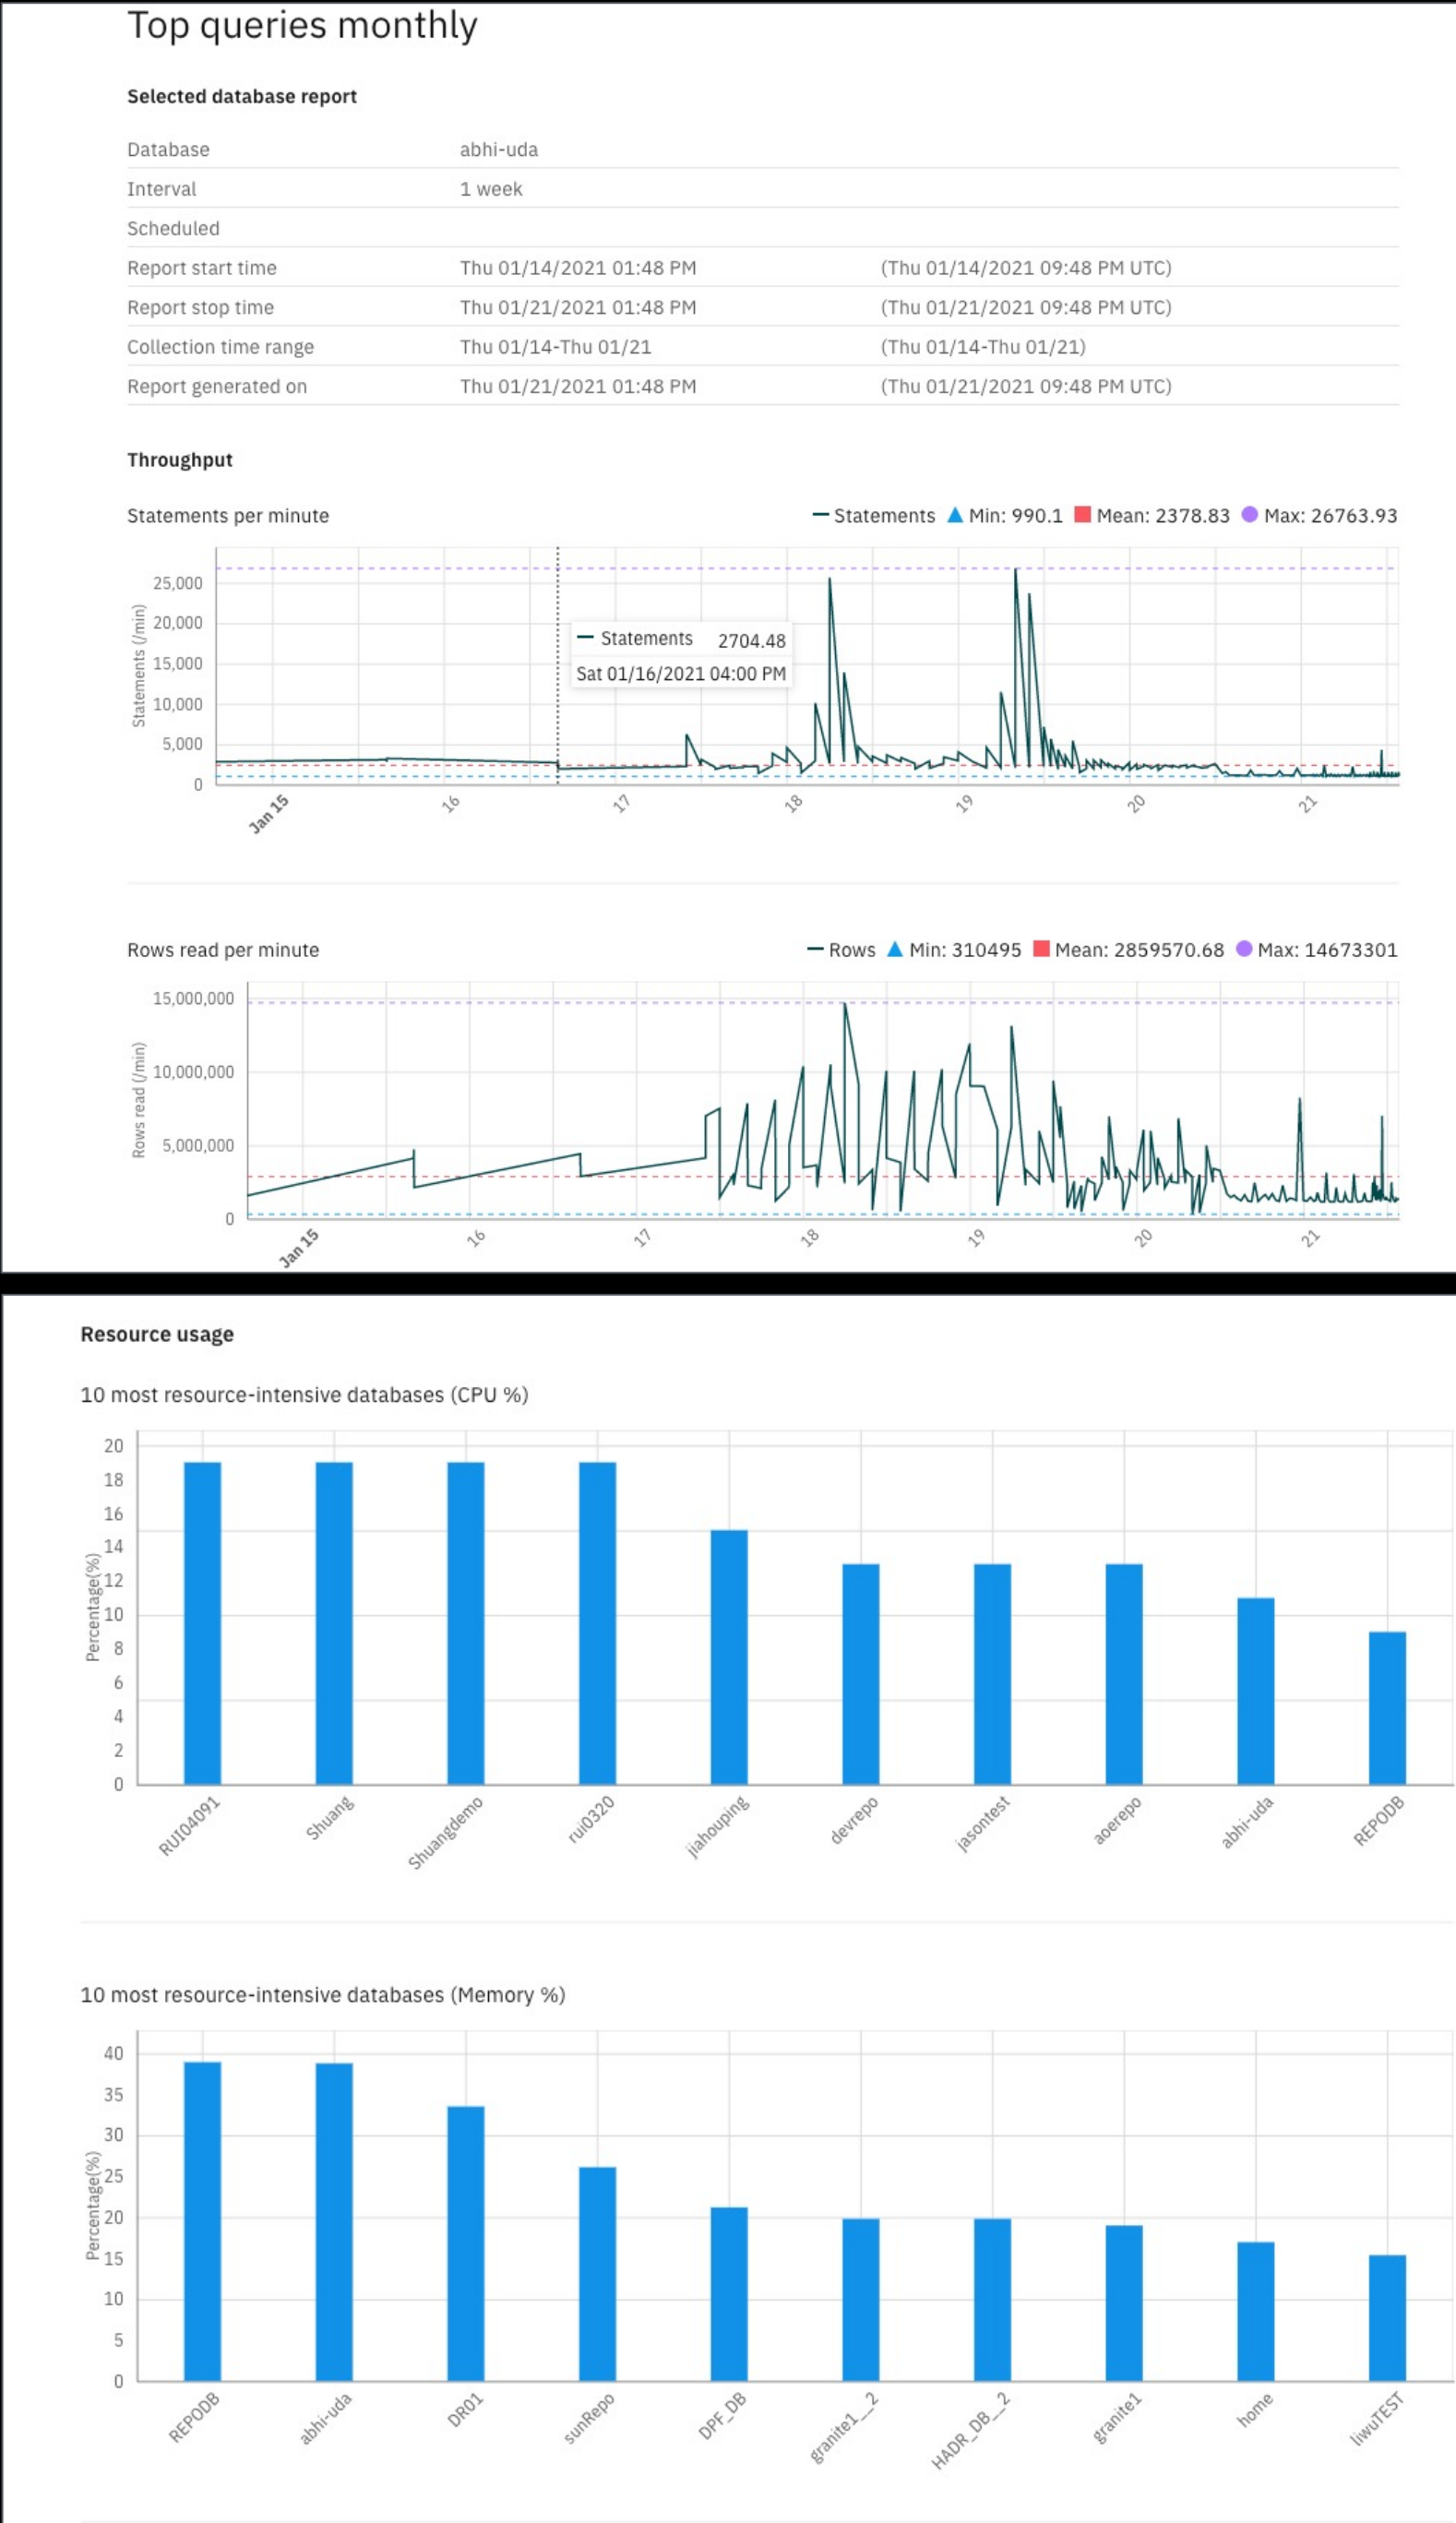 Top queries monthly
Selected database report
Database abhi-uda
Interval 1 week
Scheduled
Report start time Thu 01/14/2021 01:48 PM (Thu 01/14/2021 09:48 PM UTC)
Report stop time Thu 01/21/2021 01:48 PM (Thu 01/21/2021 09:48 PM UTC)
Collection time range Thu 01/14-Thu 01/21 (Thu 01/14-Thu 01/21)
Report generated on Thu 01/21/2021 01:48 PM (Thu 01/21/2021 09:48 PM UTC)
Throughput
Statements per minute Statements Min: 990.1 Mean: 2378.83 Max: 26763.93
Statements (/min)
25,000
20,000
15,000
10,000
5,000
0
Statements 2704.48
Sat 01/16/2021 04:00 PM
Jan 15 16 17 18 19 20 21
Rows read per minute Rows Min: 310495 Mean: 2859570.68 Max: 14673301
Rows read (/min)
15,000,000
10,000,000
5,000,000
0
Jan 15 16 17 18 19 20 21
Resource usage
10 most resource-intensive databases (CPU %)
Percentage(%)
20
18
16
14
12
10
8
6
4
2
0
RUI04091 Shuang Shuangdemo rui0320 jiahouping devrepo jasontest aoerepo abhi-uda REPODB
10 most resource-intensive databases (Memory %)
Percentage(%)
40
35
30
25
20
15
10
5
0
REPODB abhi-uda DR01 sunRepo DPF_DB granite1__2 HADR_DB__2 granite1 home liwuTEST